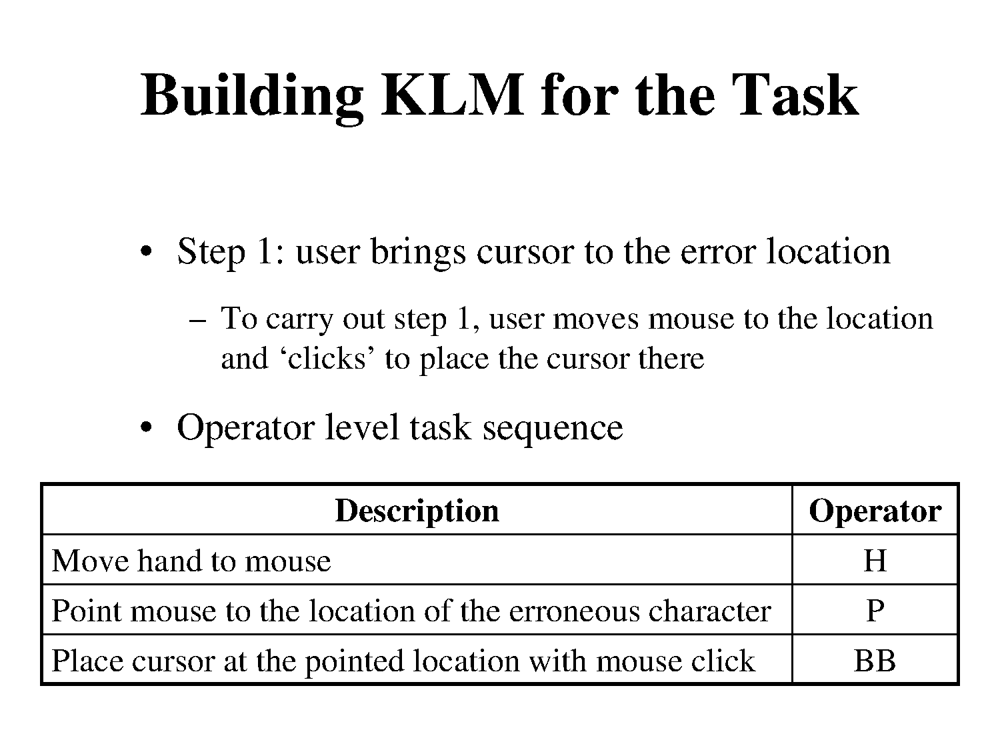 Building KLM for the Task
• Step 1: user brings cursor to the error location
– To carry out step 1, user moves mouse to the location
and ‘clicks’ to place the cursor there
• Operator level task sequence
Description Operator
Move hand to mouse H
Point mouse to the location of the erroneous character P
Place cursor at the pointed location with mouse click BB